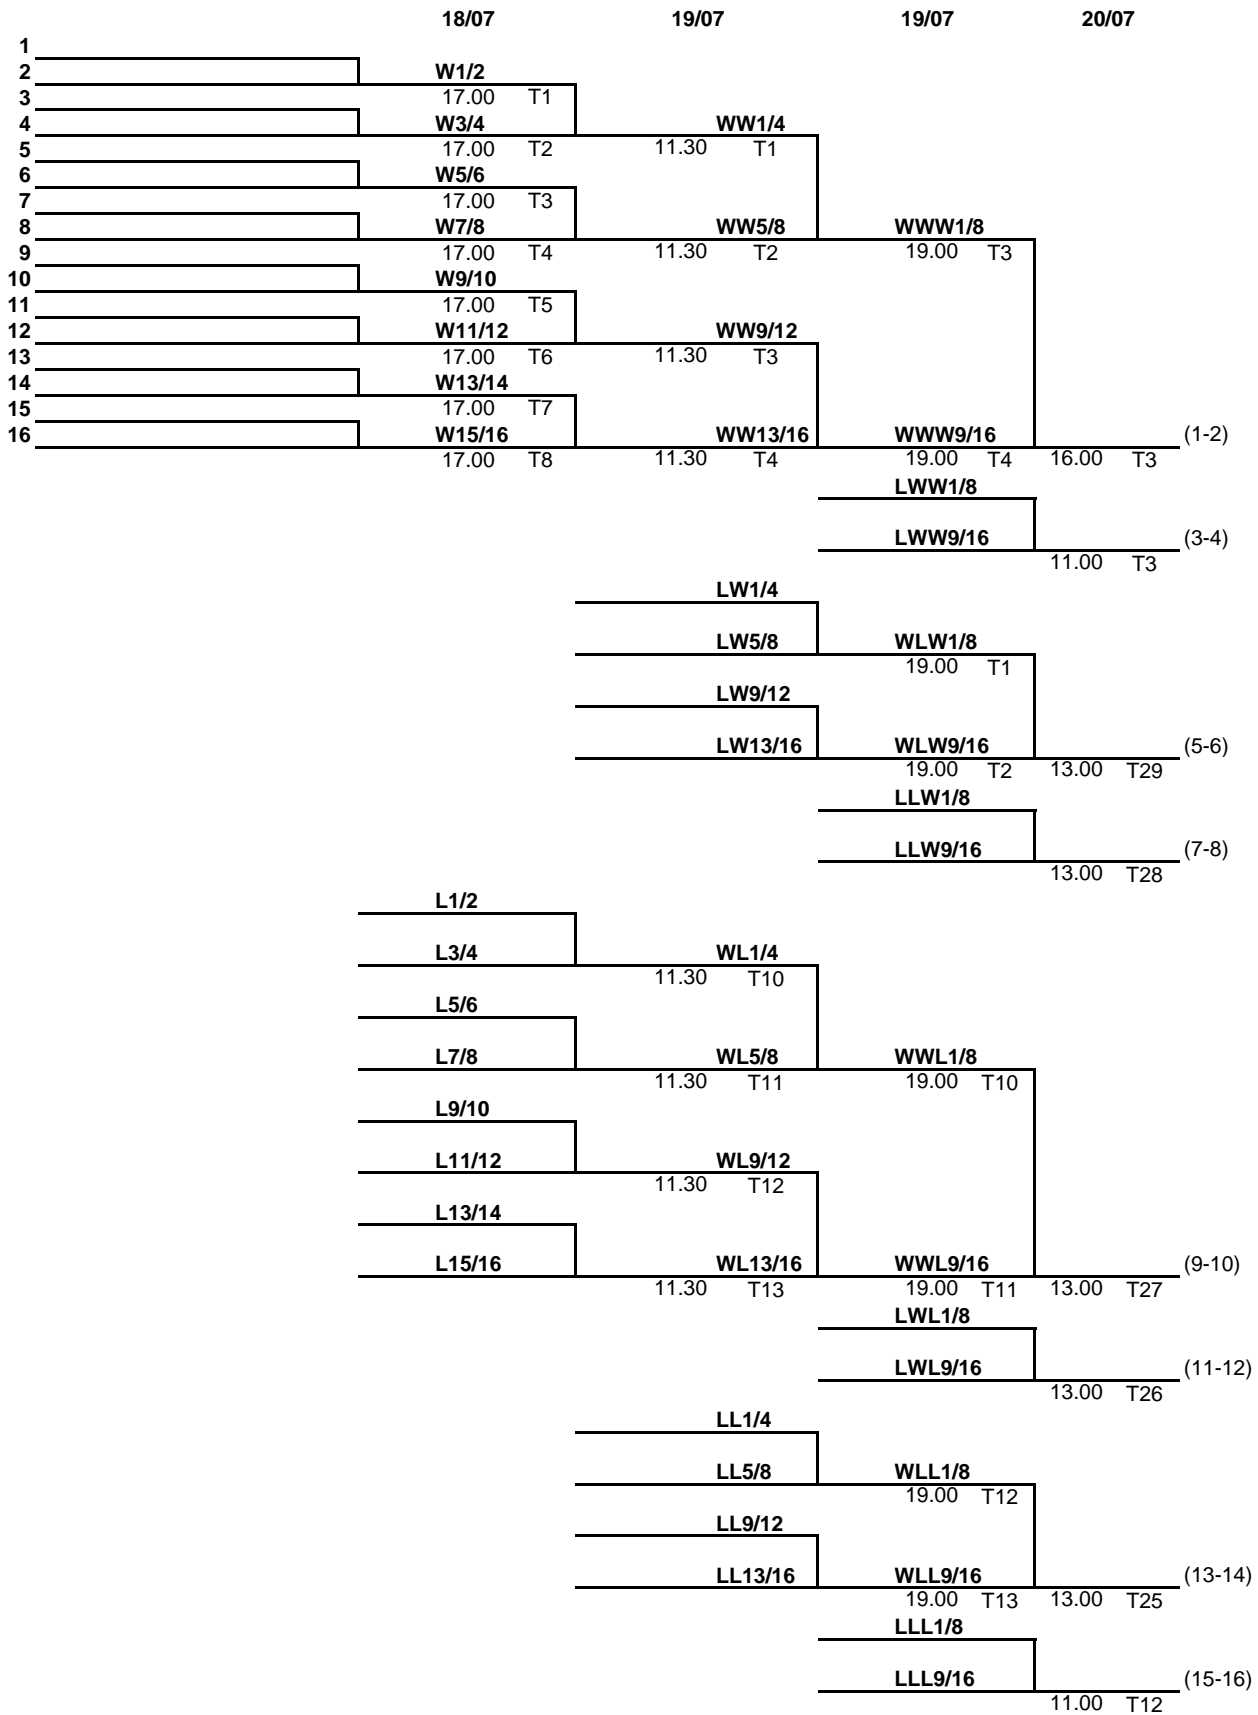 18/07 19/07 19/07 20/07
1
2 W1/2
3 17.00 T1
4 W3/4 WW1/4
5 17.00 T2 11.30 T1
6 W5/6
7 17.00 T3
8 W7/8 WW5/8 WWW1/8
9 17.00 T4 11.30 T2 19.00 T3
10 W9/10
11 17.00 T5
12 W11/12 WW9/12
13 17.00 T6 11.30 T3
14 W13/14
15 17.00 T7
16 W15/16 WW13/16 WWW9/16 (1-2)
17.00 T8 11.30 T4 19.00 T4 16.00 T3
LWW1/8
LWW9/16 (3-4)
11.00 T3
LW1/4
LW5/8 WLW1/8
19.00 T1
LW9/12
LW13/16 WLW9/16 (5-6)
19.00 T2 13.00 T29
LLW1/8
LLW9/16 (7-8)
13.00 T28
L1/2
L3/4 WL1/4
11.30 T10
L5/6
L7/8 WL5/8 WWL1/8
11.30 T11 19.00 T10
L9/10
L11/12 WL9/12
11.30 T12
L13/14
L15/16 WL13/16 WWL9/16 (9-10)
11.30 T13 19.00 T11 13.00 T27
LWL1/8
LWL9/16 (11-12)
13.00 T26
LL1/4
LL5/8 WLL1/8
19.00 T12
LL9/12
LL13/16 WLL9/16 (13-14)
19.00 T13 13.00 T25
LLL1/8
LLL9/16 (15-16)
11.00 T12